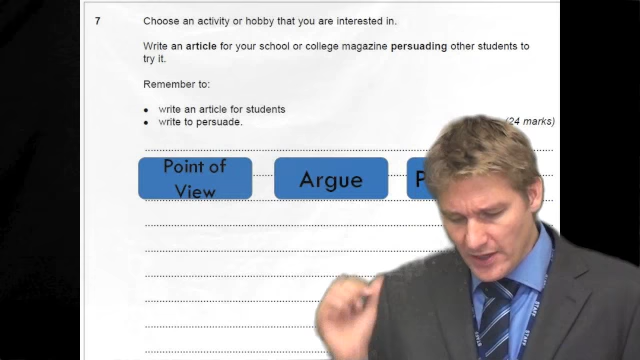 7 Choose an activity or hobby that you are interested in.
Write an article for your school or college magazine persuading other students to
try it.
Remember to:
• write an article for students
• write to persuade.
(24 marks)
Point of
View
Argue
STAFF